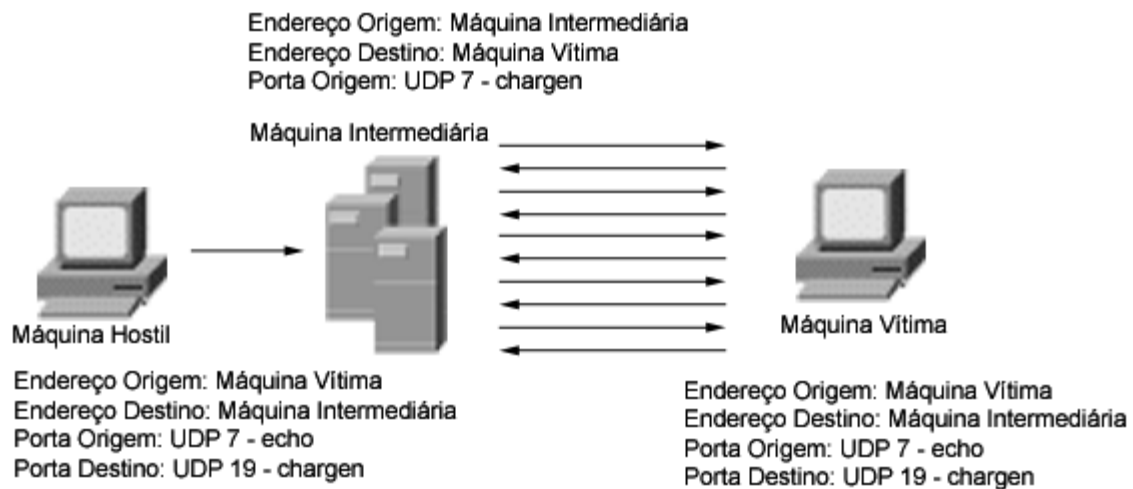 Endereço Origem: Máquina Intermediária
Endereço Destino: Máquina Vítima
Porta Origem: UDP 7 - chargen
Máquina Intermediária
Máquina Hostil
Máquina Vítima
Endereço Origem: Máquina Vítima
Endereço Destino: Máquina Intermediária
Porta Origem: UDP 7 - echo
Porta Destino: UDP 19 - chargen
Endereço Origem: Máquina Vítima
Endereço Destino: Máquina Intermediária
Porta Origem: UDP 7 - echo
Porta Destino: UDP 19 - chargen